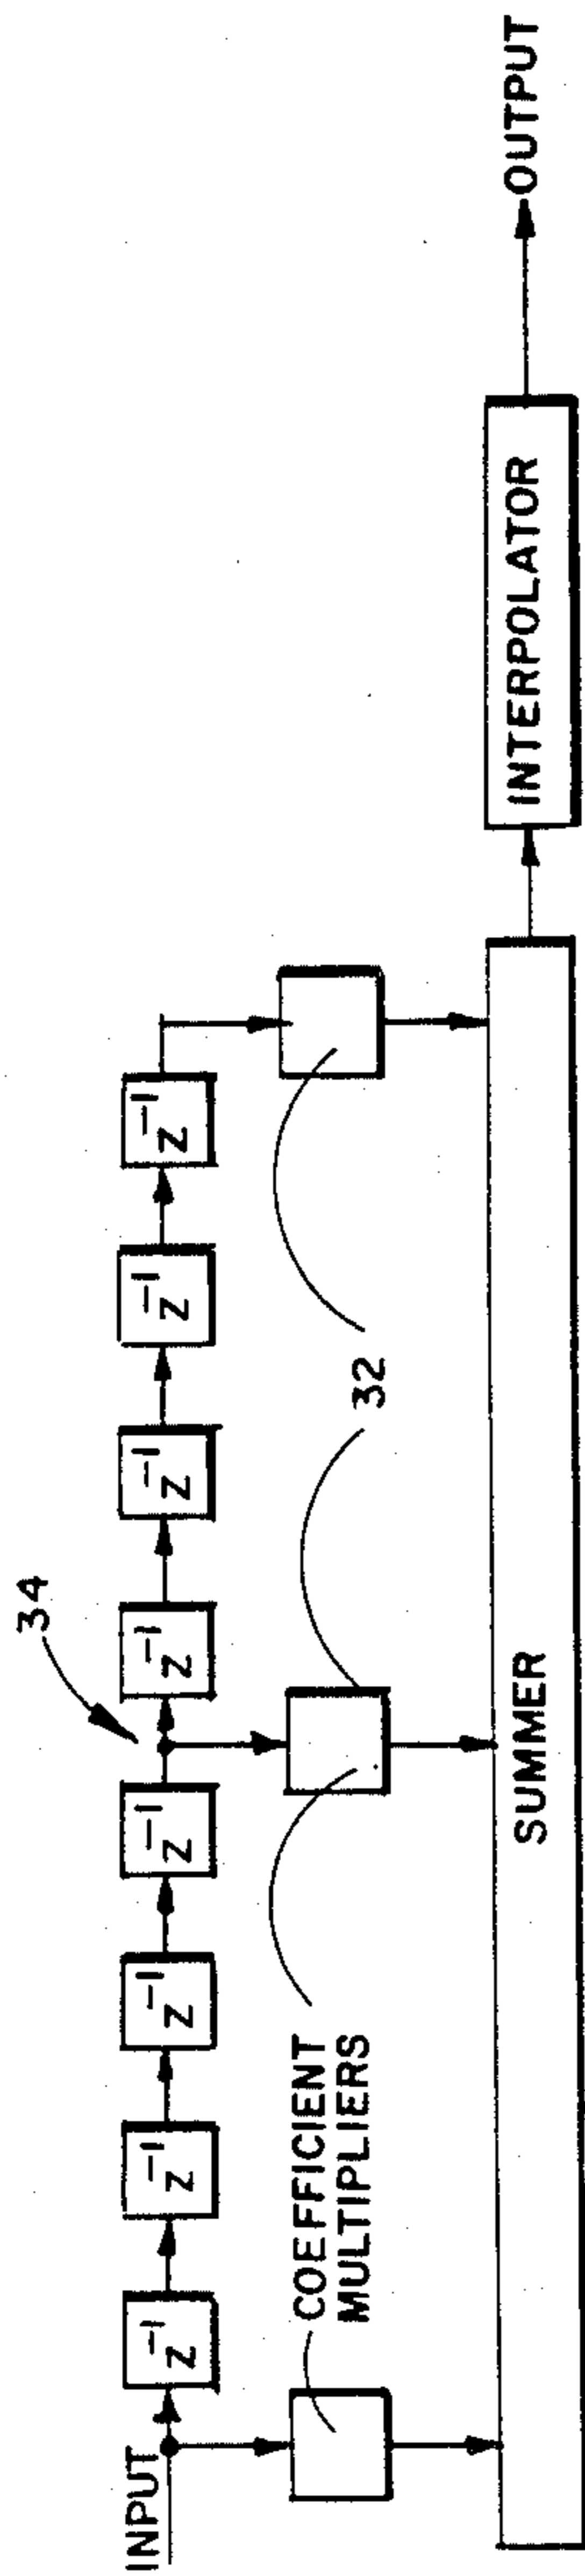 34
INPUT
z⁻¹
z⁻¹
z⁻¹
z⁻¹
z⁻¹
z⁻¹
z⁻¹
z⁻¹
COEFFICIENT
MULTIPLIERS
32
SUMMER
INTERPOLATOR
OUTPUT